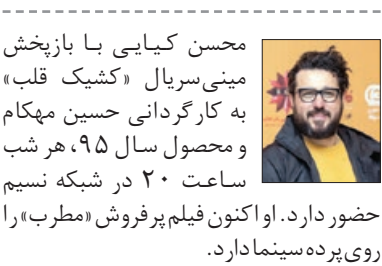 محسن کیایی با بازپخش
مینی‌سریال «کشیک قلب»
به کارگردانی حسین مهکام
و محصول سال ۹۵، هر شب
ساعت ۲۰ در شبکه نسیم
حضور دارد. او اکنون فیلم پرفروش «مطرب» را
روی پرده سینما دارد.